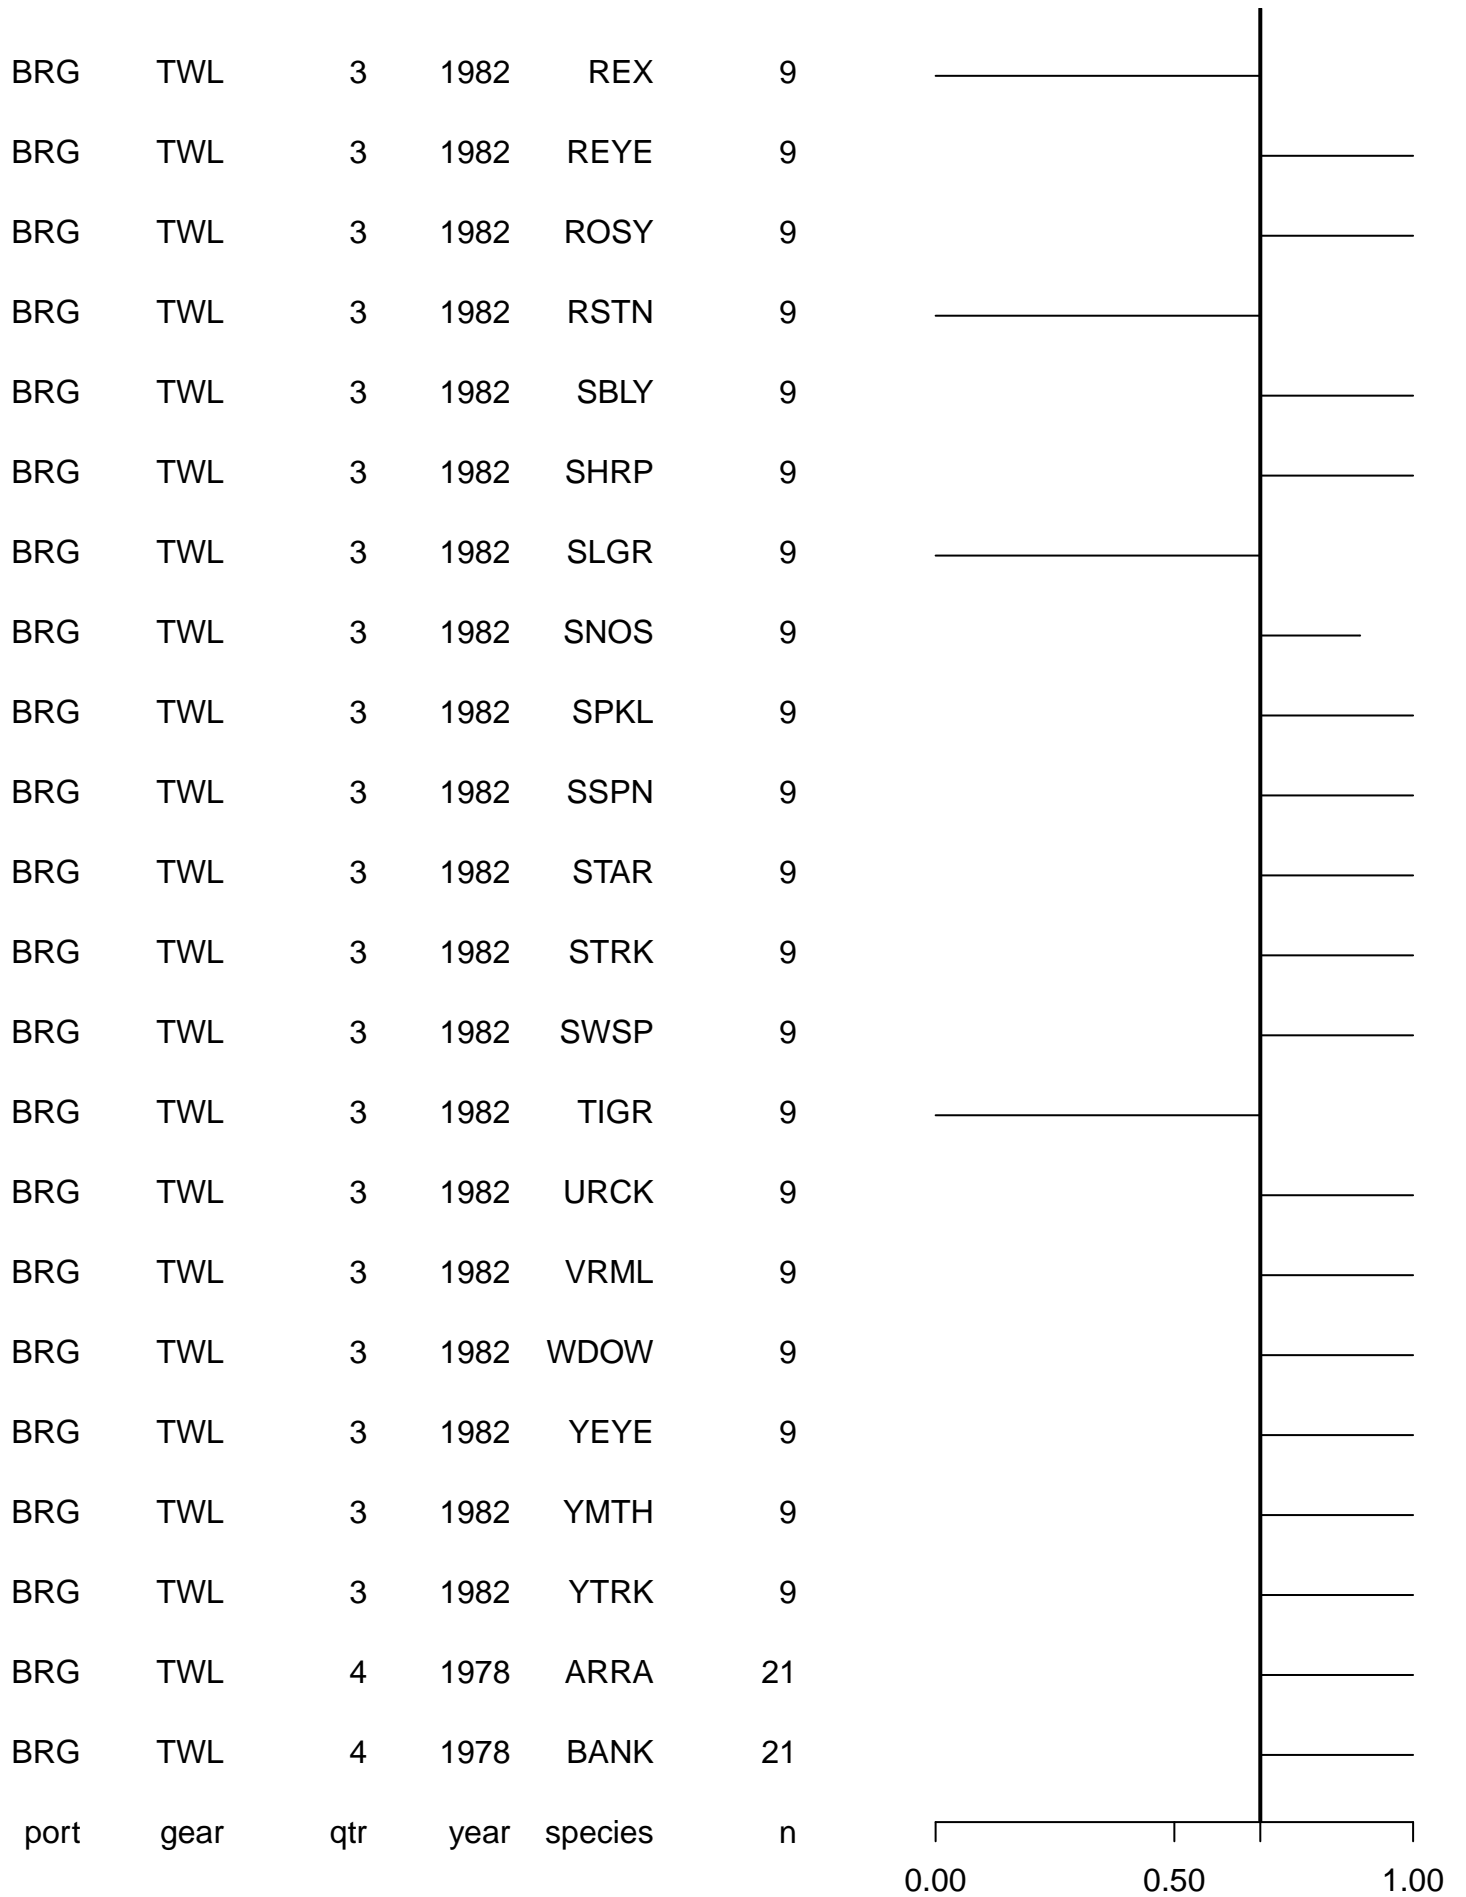 BRG TWL 3 1982 REX 9
BRG TWL 3 1982 REYE 9
BRG TWL 3 1982 ROSY 9
BRG TWL 3 1982 RSTN 9
BRG TWL 3 1982 SBLY 9
BRG TWL 3 1982 SHRP 9
BRG TWL 3 1982 SLGR 9
BRG TWL 3 1982 SNOS 9
BRG TWL 3 1982 SPKL 9
BRG TWL 3 1982 SSPN 9
BRG TWL 3 1982 STAR 9
BRG TWL 3 1982 STRK 9
BRG TWL 3 1982 SWSP 9
BRG TWL 3 1982 TIGR 9
BRG TWL 3 1982 URCK 9
BRG TWL 3 1982 VRML 9
BRG TWL 3 1982 WDOW 9
BRG TWL 3 1982 YEYE 9
BRG TWL 3 1982 YMTH 9
BRG TWL 3 1982 YTRK 9
BRG TWL 4 1978 ARRA 21
BRG TWL 4 1978 BANK 21
port gear qtr year species n
0.00 0.50 1.00